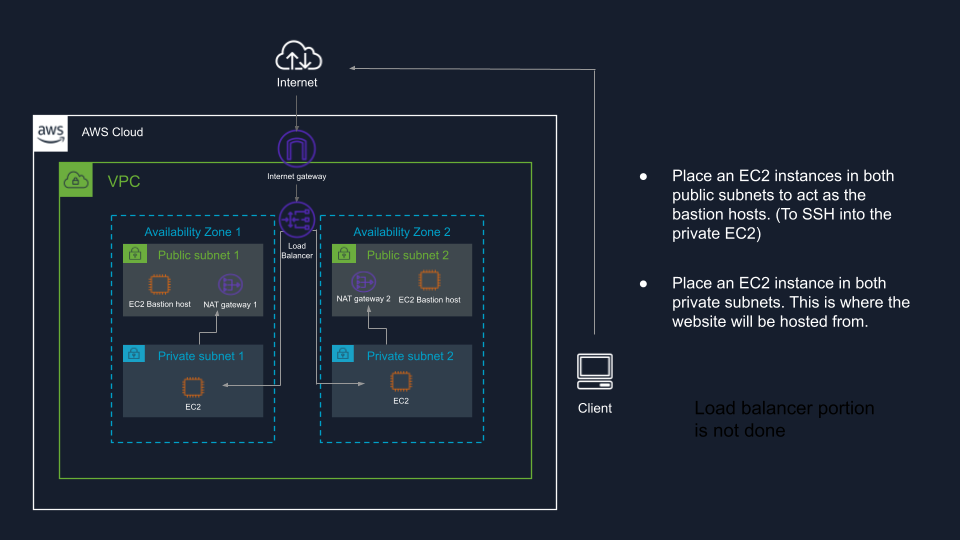 Internet
aws
AWS Cloud
Internet gateway
VPC
Load
Balancer
Availability Zone 1
Public subnet 1
EC2 Bastion host
NAT gateway 1
Private subnet 1
EC2
Availability Zone 2
Public subnet 2
NAT gateway 2
EC2 Bastion host
Private subnet 2
EC2
Client
● Place an EC2 instances in both
public subnets to act as the
bastion hosts. (To SSH into the
private EC2)
● Place an EC2 instance in both
private subnets. This is where the
website will be hosted from.
Load balancer portion
is not done